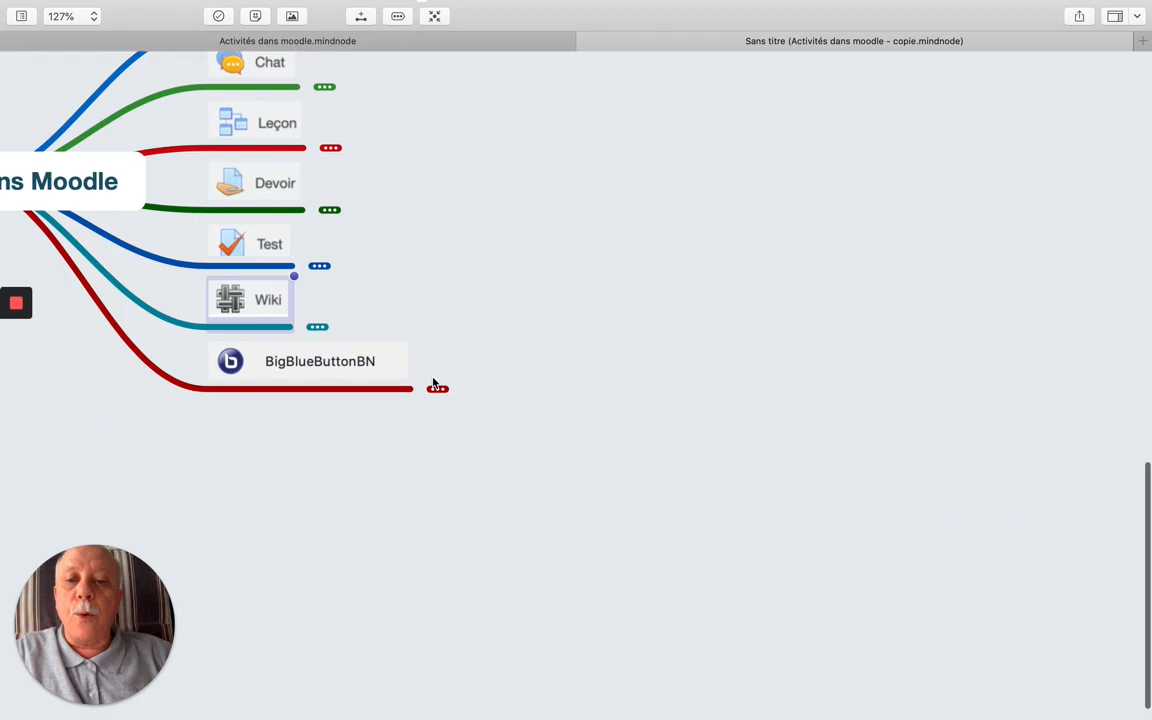 127%
Activités dans moodle.mindnode
Sans titre (Activités dans moodle - copie.mindnode)
Chat
Leçon
ns Moodle
Devoir
Test
Wiki
BigBlueButtonBN